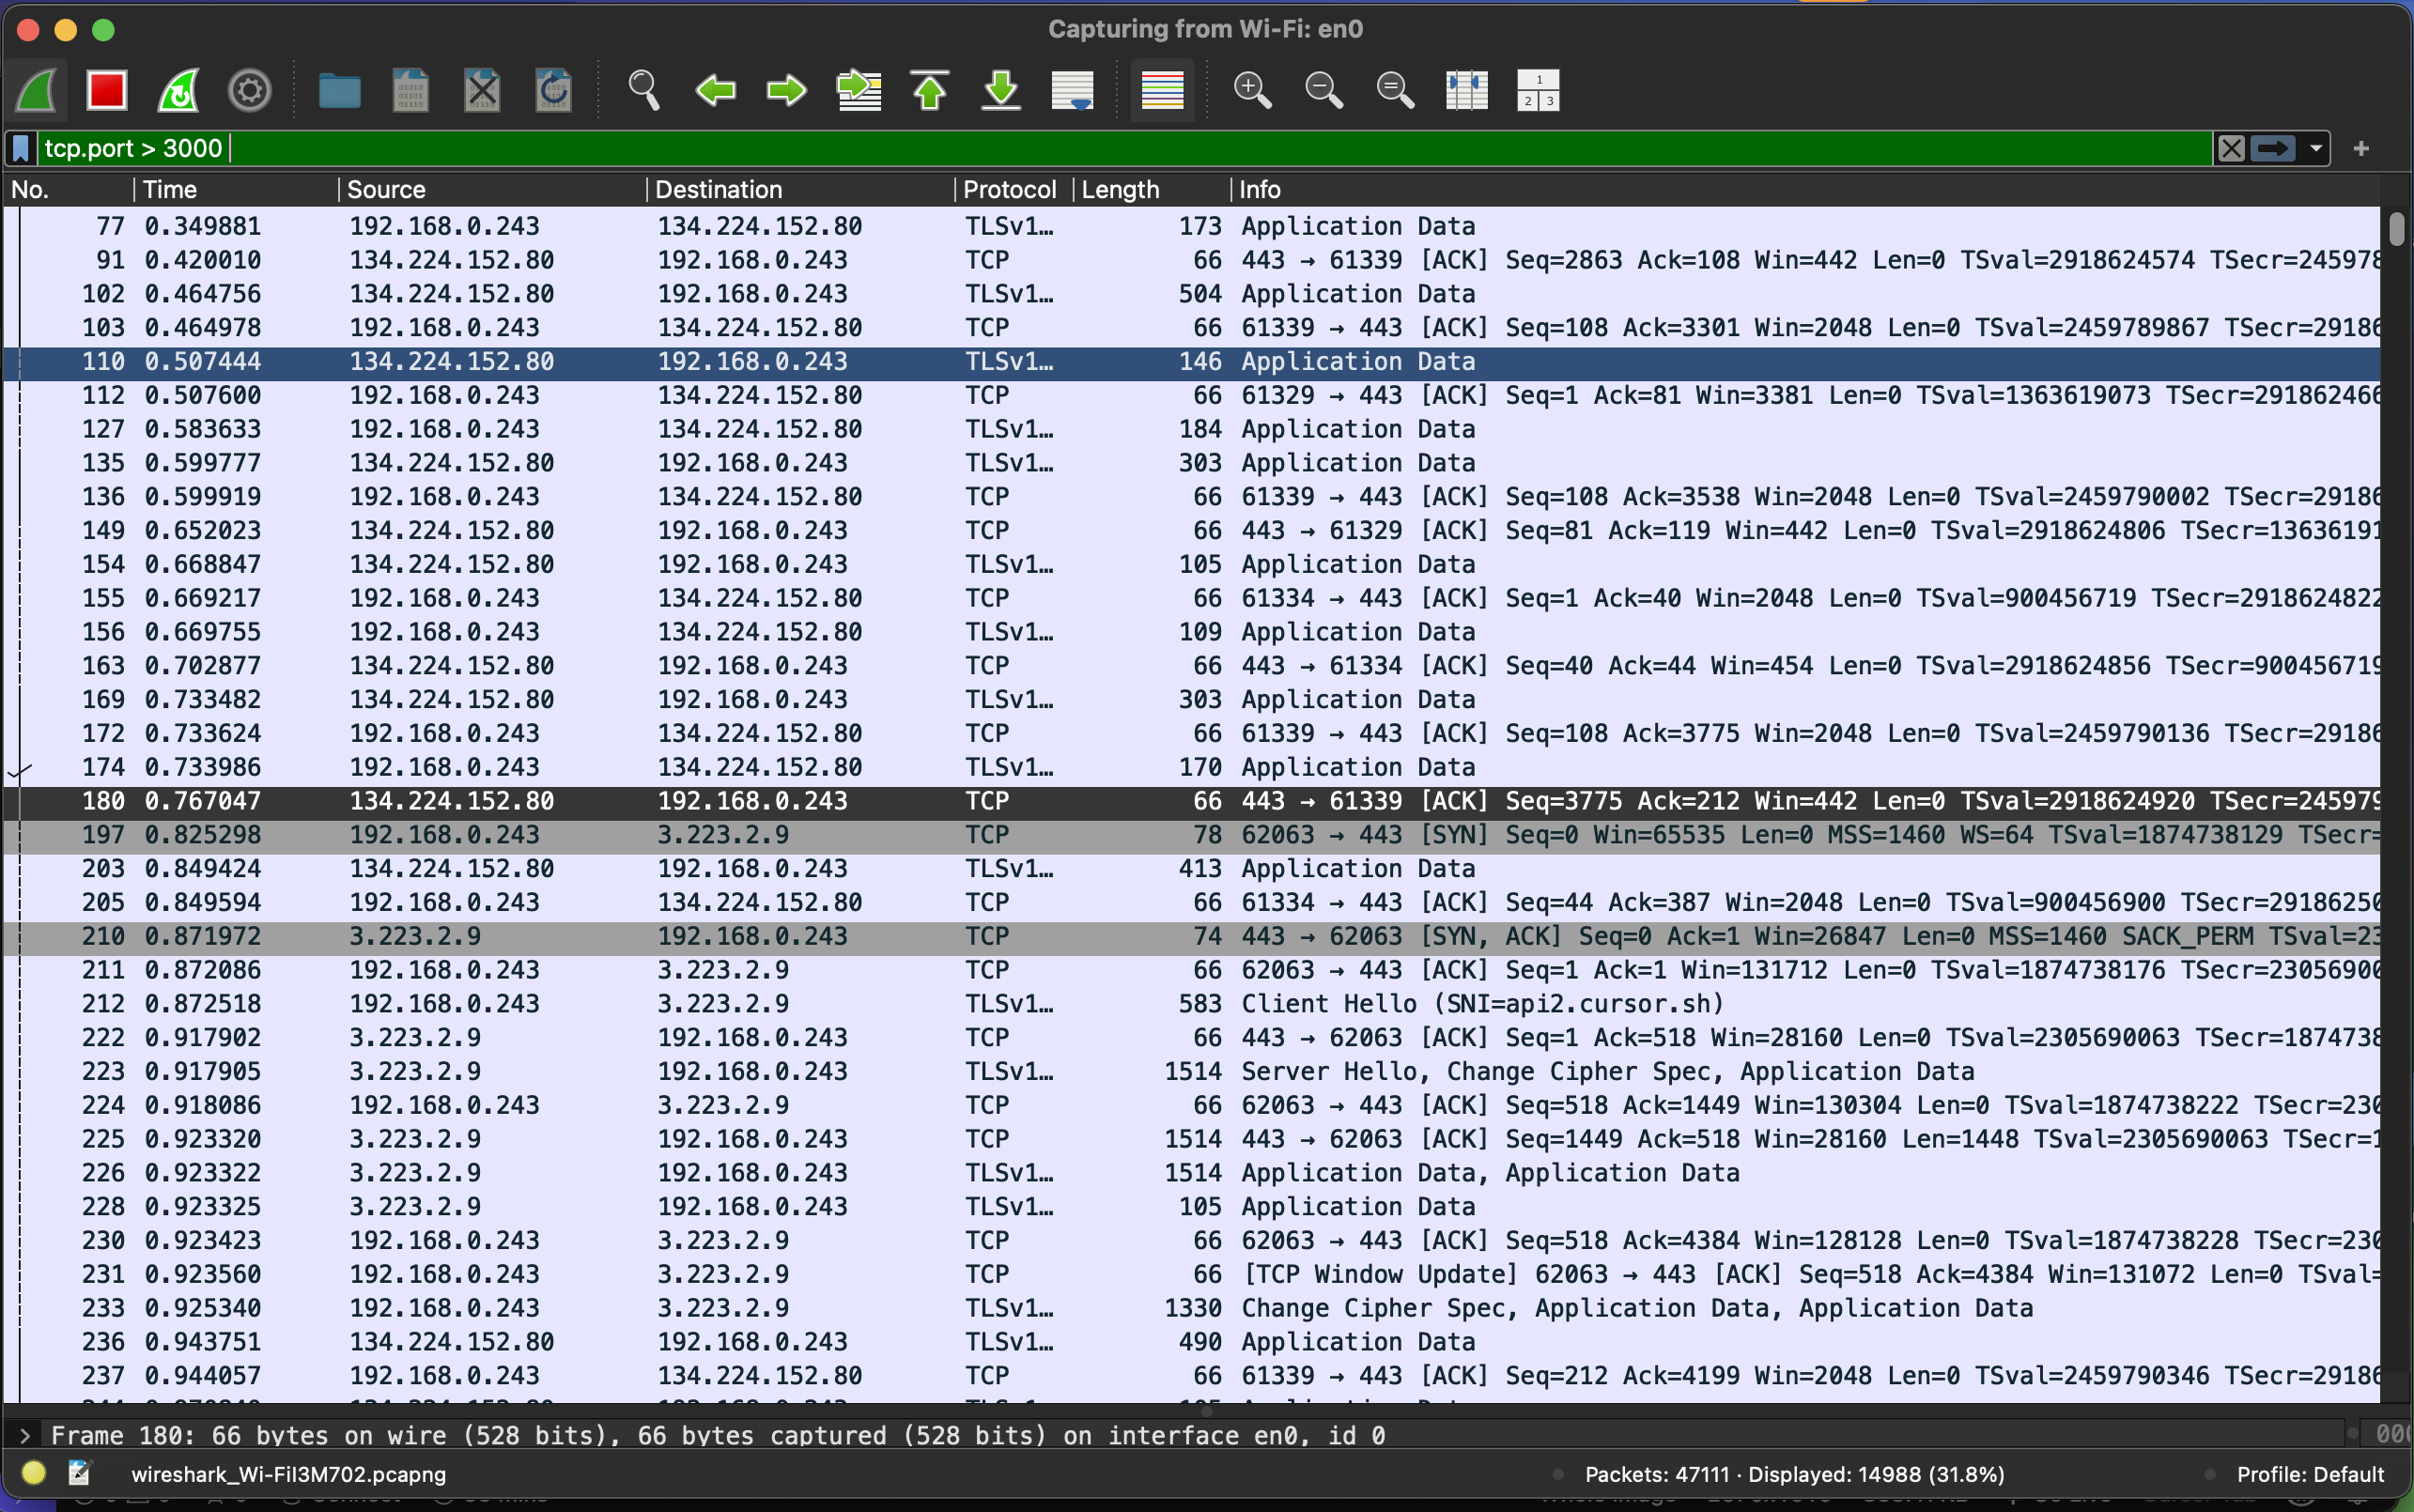 Capturing from Wi-Fi: en0
tcp.port > 3000
No. Time Source Destination Protocol Length Info
77 0.349881 192.168.0.243 134.224.152.80 TLSv1… 173 Application Data
91 0.420010 134.224.152.80 192.168.0.243 TCP 66 443 → 61339 [ACK] Seq=2863 Ack=108 Win=442 Len=0 TSval=2918624574 TSecr=245978
102 0.464756 134.224.152.80 192.168.0.243 TLSv1… 504 Application Data
103 0.464978 192.168.0.243 134.224.152.80 TCP 66 61339 → 443 [ACK] Seq=108 Ack=3301 Win=2048 Len=0 TSval=2459789867 TSecr=29186
110 0.507444 134.224.152.80 192.168.0.243 TLSv1… 146 Application Data
112 0.507600 192.168.0.243 134.224.152.80 TCP 66 61329 → 443 [ACK] Seq=1 Ack=81 Win=3381 Len=0 TSval=1363619073 TSecr=291862466
127 0.583633 192.168.0.243 134.224.152.80 TLSv1… 184 Application Data
135 0.599777 134.224.152.80 192.168.0.243 TLSv1… 303 Application Data
136 0.599919 192.168.0.243 134.224.152.80 TCP 66 61339 → 443 [ACK] Seq=108 Ack=3538 Win=2048 Len=0 TSval=2459790002 TSecr=29186
149 0.652023 134.224.152.80 192.168.0.243 TCP 66 443 → 61329 [ACK] Seq=81 Ack=119 Win=442 Len=0 TSval=2918624806 TSecr=13636191
154 0.668847 134.224.152.80 192.168.0.243 TLSv1… 105 Application Data
155 0.669217 192.168.0.243 134.224.152.80 TCP 66 61334 → 443 [ACK] Seq=1 Ack=40 Win=2048 Len=0 TSval=900456719 TSecr=2918624822
156 0.669755 192.168.0.243 134.224.152.80 TLSv1… 109 Application Data
163 0.702877 134.224.152.80 192.168.0.243 TCP 66 443 → 61334 [ACK] Seq=40 Ack=44 Win=454 Len=0 TSval=2918624856 TSecr=900456719
169 0.733482 134.224.152.80 192.168.0.243 TLSv1… 303 Application Data
172 0.733624 192.168.0.243 134.224.152.80 TCP 66 61339 → 443 [ACK] Seq=108 Ack=3775 Win=2048 Len=0 TSval=2459790136 TSecr=29186
174 0.733986 192.168.0.243 134.224.152.80 TLSv1… 170 Application Data
180 0.767047 134.224.152.80 192.168.0.243 TCP 66 443 → 61339 [ACK] Seq=3775 Ack=212 Win=442 Len=0 TSval=2918624920 TSecr=245979
197 0.825298 192.168.0.243 3.223.2.9 TCP 78 62063 → 443 [SYN] Seq=0 Win=65535 Len=0 MSS=1460 WS=64 TSval=1874738129 TSecr=
203 0.849424 134.224.152.80 192.168.0.243 TLSv1… 413 Application Data
205 0.849594 192.168.0.243 134.224.152.80 TCP 66 61334 → 443 [ACK] Seq=44 Ack=387 Win=2048 Len=0 TSval=900456900 TSecr=29186250
210 0.871972 3.223.2.9 192.168.0.243 TCP 74 443 → 62063 [SYN, ACK] Seq=0 Ack=1 Win=26847 Len=0 MSS=1460 SACK_PERM TSval=23
211 0.872086 192.168.0.243 3.223.2.9 TCP 66 62063 → 443 [ACK] Seq=1 Ack=1 Win=131712 Len=0 TSval=1874738176 TSecr=23056900
212 0.872518 192.168.0.243 3.223.2.9 TLSv1… 583 Client Hello (SNI=api2.cursor.sh)
222 0.917902 3.223.2.9 192.168.0.243 TCP 66 443 → 62063 [ACK] Seq=1 Ack=518 Win=28160 Len=0 TSval=2305690063 TSecr=1874738
223 0.917905 3.223.2.9 192.168.0.243 TLSv1… 1514 Server Hello, Change Cipher Spec, Application Data
224 0.918086 192.168.0.243 3.223.2.9 TCP 66 62063 → 443 [ACK] Seq=518 Ack=1449 Win=130304 Len=0 TSval=1874738222 TSecr=230
225 0.923320 3.223.2.9 192.168.0.243 TCP 1514 443 → 62063 [ACK] Seq=1449 Ack=518 Win=28160 Len=1448 TSval=2305690063 TSecr=1
226 0.923322 3.223.2.9 192.168.0.243 TLSv1… 1514 Application Data, Application Data
228 0.923325 3.223.2.9 192.168.0.243 TLSv1… 105 Application Data
230 0.923423 192.168.0.243 3.223.2.9 TCP 66 62063 → 443 [ACK] Seq=518 Ack=4384 Win=128128 Len=0 TSval=1874738228 TSecr=230
231 0.923560 192.168.0.243 3.223.2.9 TCP 66 [TCP Window Update] 62063 → 443 [ACK] Seq=518 Ack=4384 Win=131072 Len=0 TSval=
233 0.925340 192.168.0.243 3.223.2.9 TLSv1… 1330 Change Cipher Spec, Application Data, Application Data
236 0.943751 134.224.152.80 192.168.0.243 TLSv1… 490 Application Data
237 0.944057 192.168.0.243 134.224.152.80 TCP 66 61339 → 443 [ACK] Seq=212 Ack=4199 Win=2048 Len=0 TSval=2459790346 TSecr=29186
Frame 180: 66 bytes on wire (528 bits), 66 bytes captured (528 bits) on interface en0, id 0
wireshark_Wi-FiI3M702.pcapng Packets: 47111 · Displayed: 14988 (31.8%) Profile: Default